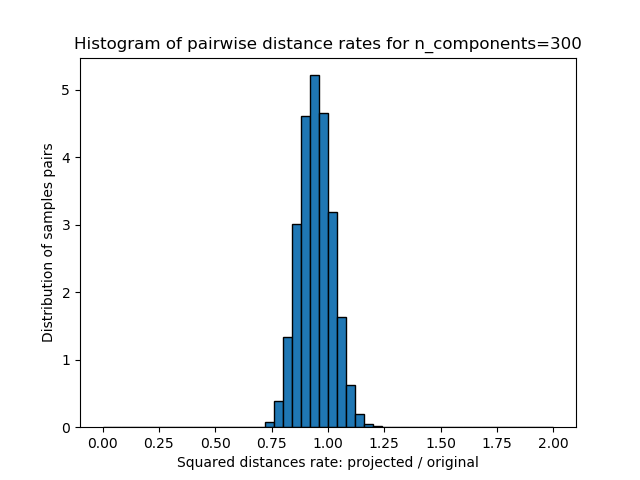 Histogram of pairwise distance rates for n_components=300
Distribution of samples pairs
5
4
3
2
1
0
0.00 0.25 0.50 0.75 1.00 1.25 1.50 1.75 2.00
Squared distances rate: projected / original